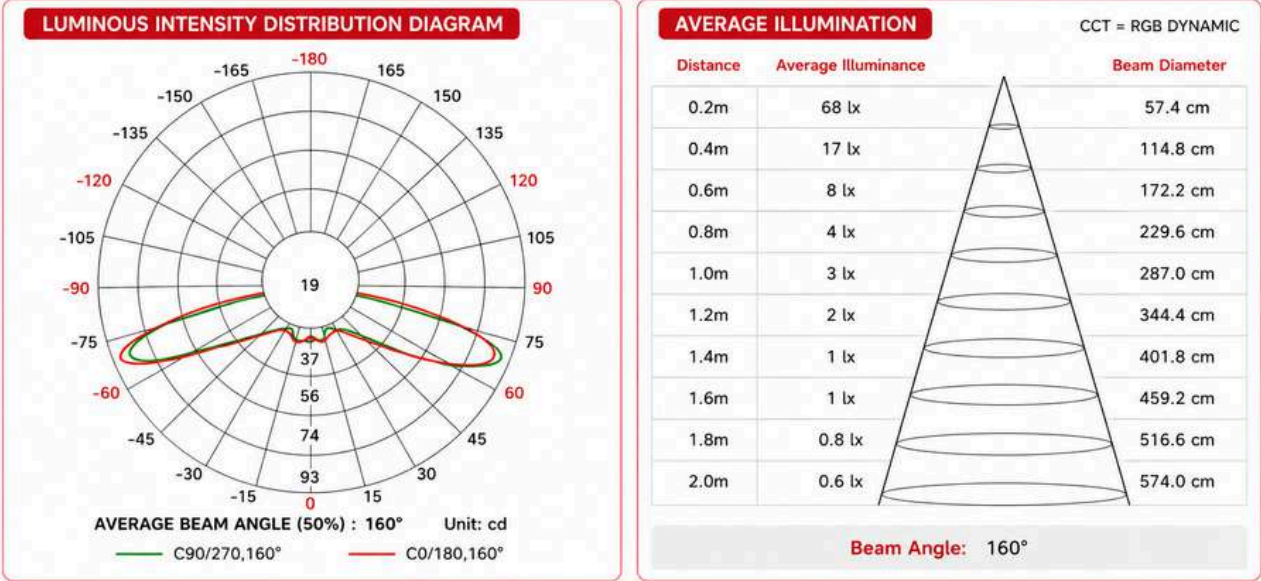 LUMINOUS INTENSITY DISTRIBUTION DIAGRAM
-180
-165 165
-150 150
-135 135
-120 120
-105 105
-90 19 90
-75 75
37
-60 60
56
-45 74 45
-30 93 30
-15 0 15
AVERAGE BEAM ANGLE (50%) : 160° Unit: cd
C90/270,160° C0/180,160°
AVERAGE ILLUMINATION CCT = RGB DYNAMIC
Distance Average Illuminance Beam Diameter
0.2m 68 lx 57.4 cm
0.4m 17 lx 114.8 cm
0.6m 8 lx 172.2 cm
0.8m 4 lx 229.6 cm
1.0m 3 lx 287.0 cm
1.2m 2 lx 344.4 cm
1.4m 1 lx 401.8 cm
1.6m 1 lx 459.2 cm
1.8m 0.8 lx 516.6 cm
2.0m 0.6 lx 574.0 cm
Beam Angle: 160°